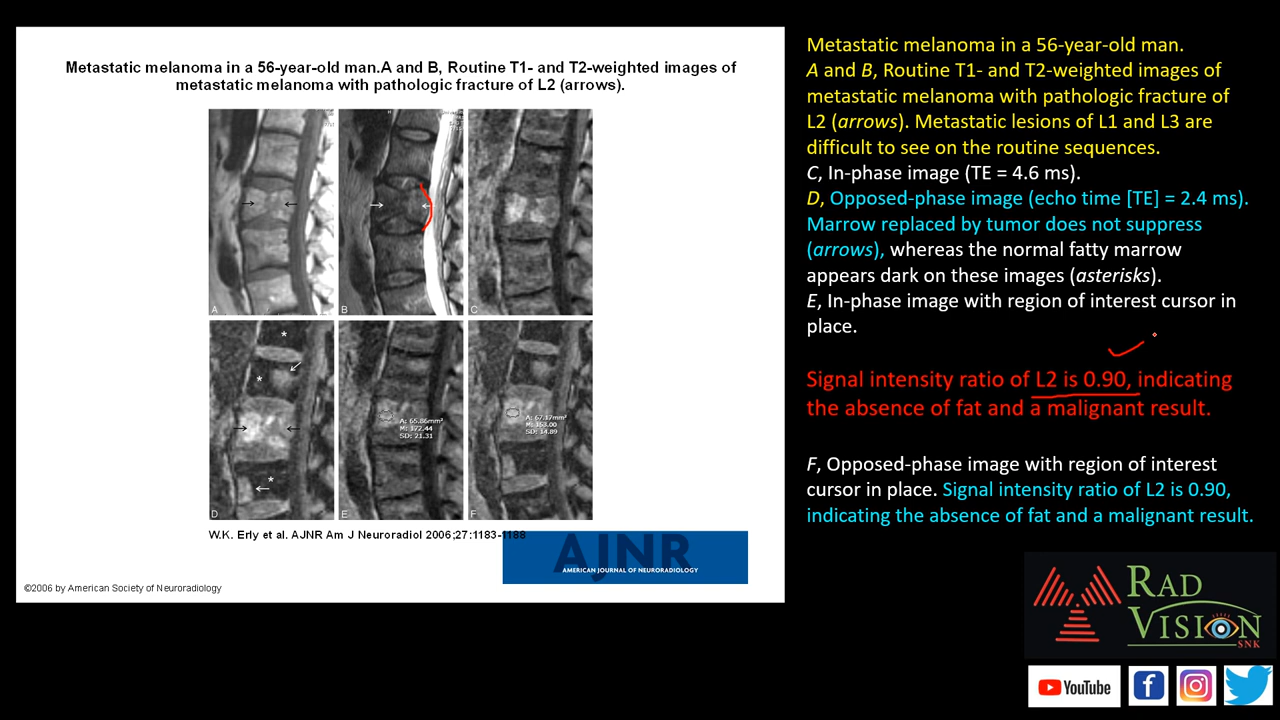 Metastatic melanoma in a 56-year-old man.A and B, Routine T1- and T2-weighted images of
metastatic melanoma with pathologic fracture of L2 (arrows).
A
B
C
D
*
*
*
E
A: 65.86mm²
M: 172.44
SD: 21.31
F
A: 67.17mm²
M: 153.00
SD: 14.89
W.K. Erly et al. AJNR Am J Neuroradiol 2006;27:1183-1188
AJNR
AMERICAN JOURNAL OF NEURORADIOLOGY
©2006 by American Society of Neuroradiology
Metastatic melanoma in a 56-year-old man.
A and B, Routine T1- and T2-weighted images of
metastatic melanoma with pathologic fracture of
L2 (arrows). Metastatic lesions of L1 and L3 are
difficult to see on the routine sequences.
C, In-phase image (TE = 4.6 ms).
D, Opposed-phase image (echo time [TE] = 2.4 ms).
Marrow replaced by tumor does not suppress
(arrows), whereas the normal fatty marrow
appears dark on these images (asterisks).
E, In-phase image with region of interest cursor in
place.
Signal intensity ratio of L2 is 0.90, indicating
the absence of fat and a malignant result.
F, Opposed-phase image with region of interest
cursor in place. Signal intensity ratio of L2 is 0.90,
indicating the absence of fat and a malignant result.
RAD
VISION
SNK
YouTube